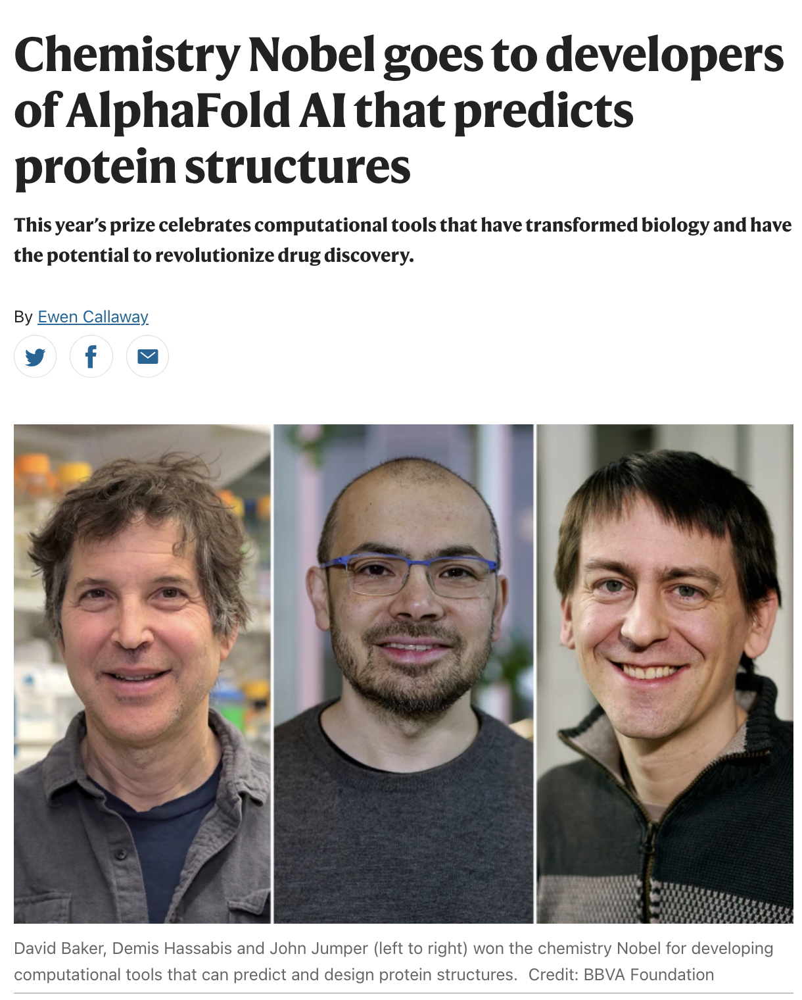 Chemistry Nobel goes to developers
of AlphaFold AI that predicts
protein structures
This year’s prize celebrates computational tools that have transformed biology and have
the potential to revolutionize drug discovery.
By Ewen Callaway
David Baker, Demis Hassabis and John Jumper (left to right) won the chemistry Nobel for developing
computational tools that can predict and design protein structures. Credit: BBVA Foundation